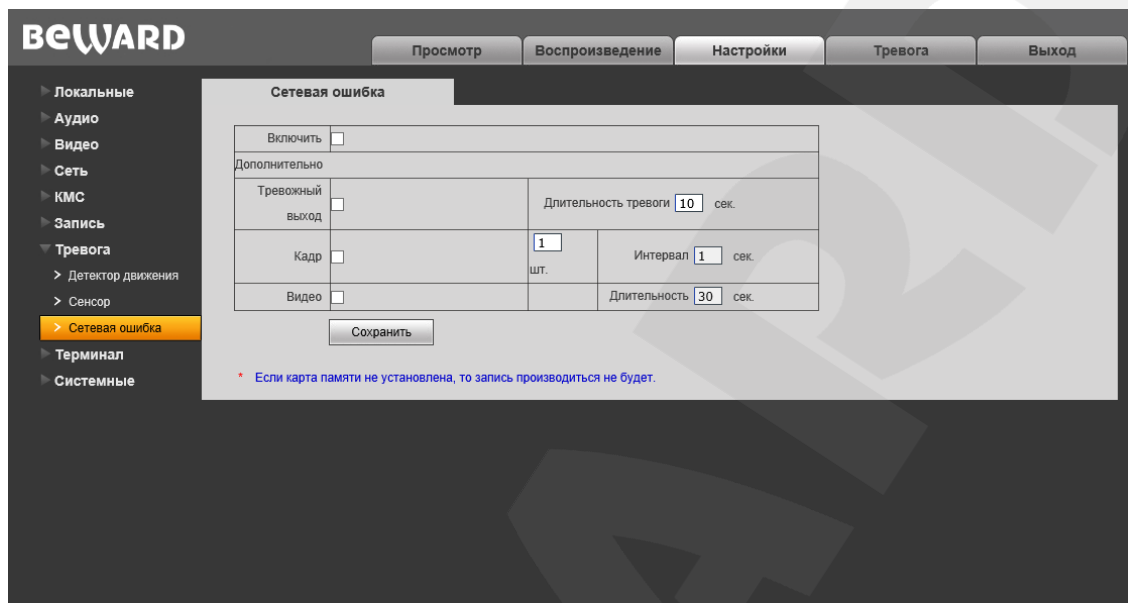 BEWARD
Просмотр
Воспроизведение
Настройки
Тревога
Выход
Локальные
Аудио
Видео
Сеть
КМС
Запись
Тревога
Детектор движения
Сенсор
Сетевая ошибка
Терминал
Системные
Сетевая ошибка
Включить
Дополнительно
Тревожный
выход
Длительность тревоги 10 сек.
Кадр
1
шт.
Интервал 1 сек.
Видео
Длительность 30 сек.
Сохранить
* Если карта памяти не установлена, то запись производиться не будет.